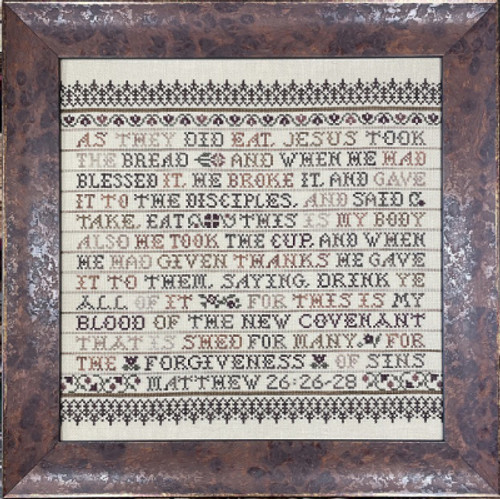 AS THEY DID EAT, JESUS TOOK
THE BREAD AND WHEN HE HAD
BLESSED IT, HE BROKE IT, AND GAVE
IT TO THE DISCIPLES, AND SAID
TAKE, EAT THIS IS MY BODY
ALSO HE TOOK THE CUP, AND WHEN
HE HAD GIVEN THANKS HE GAVE
IT TO THEM, SAYING, DRINK YE
ALL OF IT FOR THIS IS MY
BLOOD OF THE NEW COVENANT
THAT IS SHED FOR MANY, FOR
THE FORGIVENESS OF SINS
MATTHEW 26:26-28